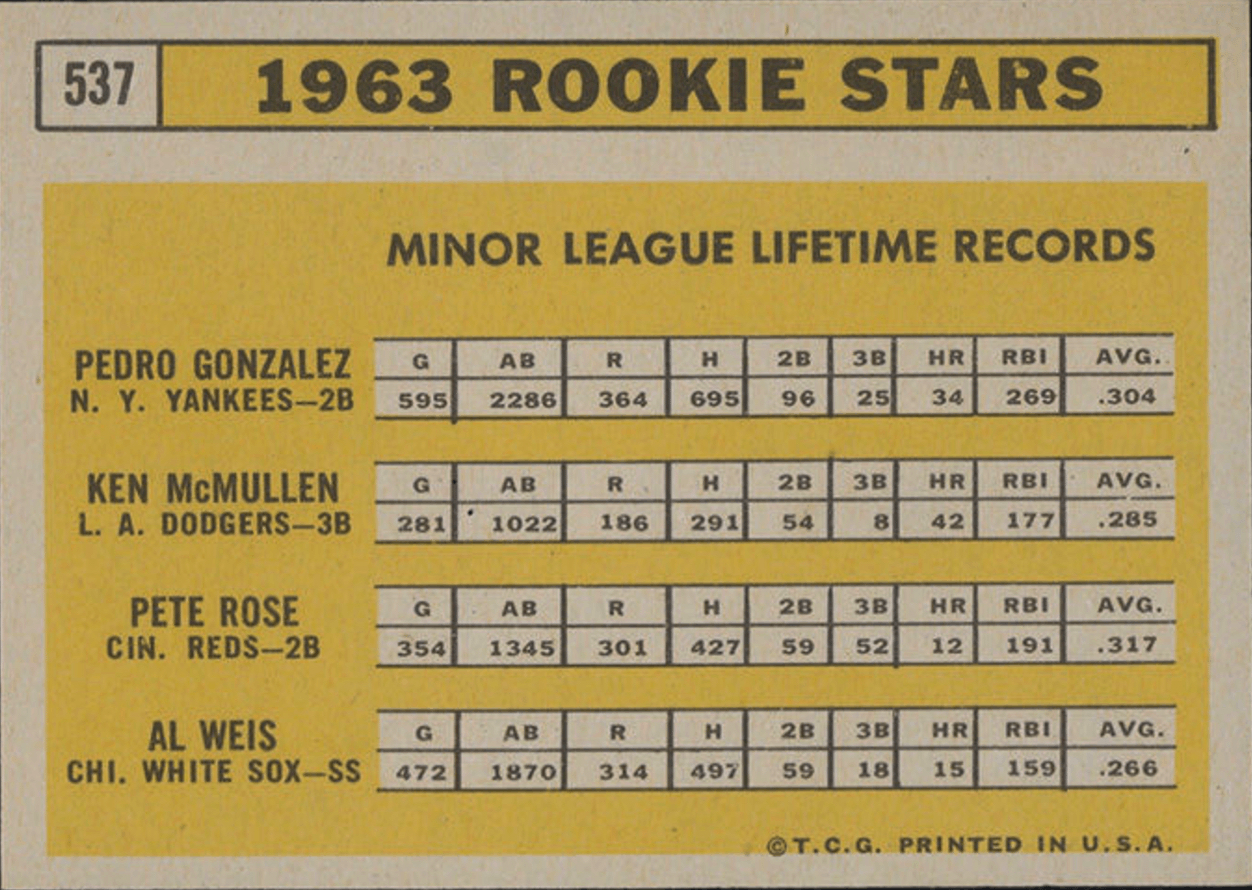 537 1963 ROOKIE STARS
MINOR LEAGUE LIFETIME RECORDS
PEDRO GONZALEZ G AB R H 2B 3B HR RBI AVG.
N. Y. YANKEES—2B 595 2286 364 695 96 25 34 269 .304
KEN McMULLEN G AB R H 2B 3B HR RBI AVG.
L. A. DODGERS—3B 281 1022 186 291 54 8 42 177 .285
PETE ROSE G AB R H 2B 3B HR RBI AVG.
CIN. REDS—2B 354 1345 301 427 59 52 12 191 .317
AL WEIS G AB R H 2B 3B HR RBI AVG.
CHI. WHITE SOX—SS 472 1870 314 497 59 18 15 159 .266
©T.C.G. PRINTED IN U.S.A.